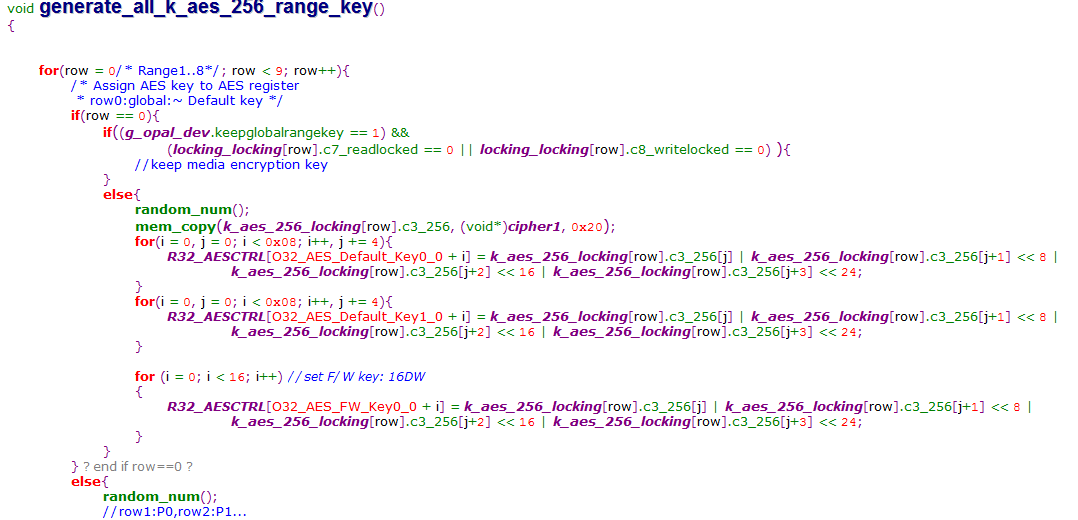 void generate_all_k_aes_256_range_key()
{
for(row = 0/* Range1..8*/; row < 9; row++){
/* Assign AES key to AES register
* row0:global:~ Default key */
if(row == 0){
if((g_opal_dev.keepglobalrangekey == 1) &&
(locking_locking[row].c7_readlocked == 0 || locking_locking[row].c8_writelocked == 0) ){
//keep media encryption key
}
else{
random_num();
mem_copy(k_aes_256_locking[row].c3_256, (void*)cipher1, 0x20);
for(i = 0, j = 0; i < 0x08; i++, j += 4){
R32_AESCTRL[O32_AES_Default_Key0_0 + i] = k_aes_256_locking[row].c3_256[j] | k_aes_256_locking[row].c3_256[j+1] << 8 |
k_aes_256_locking[row].c3_256[j+2] << 16 | k_aes_256_locking[row].c3_256[j+3] << 24;
}
for(i = 0, j = 0; i < 0x08; i++, j += 4){
R32_AESCTRL[O32_AES_Default_Key1_0 + i] = k_aes_256_locking[row].c3_256[j] | k_aes_256_locking[row].c3_256[j+1] << 8 |
k_aes_256_locking[row].c3_256[j+2] << 16 | k_aes_256_locking[row].c3_256[j+3] << 24;
}
for (i = 0; i < 16; i++) //set F/W key: 16DW
{
R32_AESCTRL[O32_AES_FW_Key0_0 + i] = k_aes_256_locking[row].c3_256[j] | k_aes_256_locking[row].c3_256[j+1] << 8 |
k_aes_256_locking[row].c3_256[j+2] << 16 | k_aes_256_locking[row].c3_256[j+3] << 24;
}
}
} ? end if row==0 ?
else{
random_num();
//row1:P0,row2:P1...